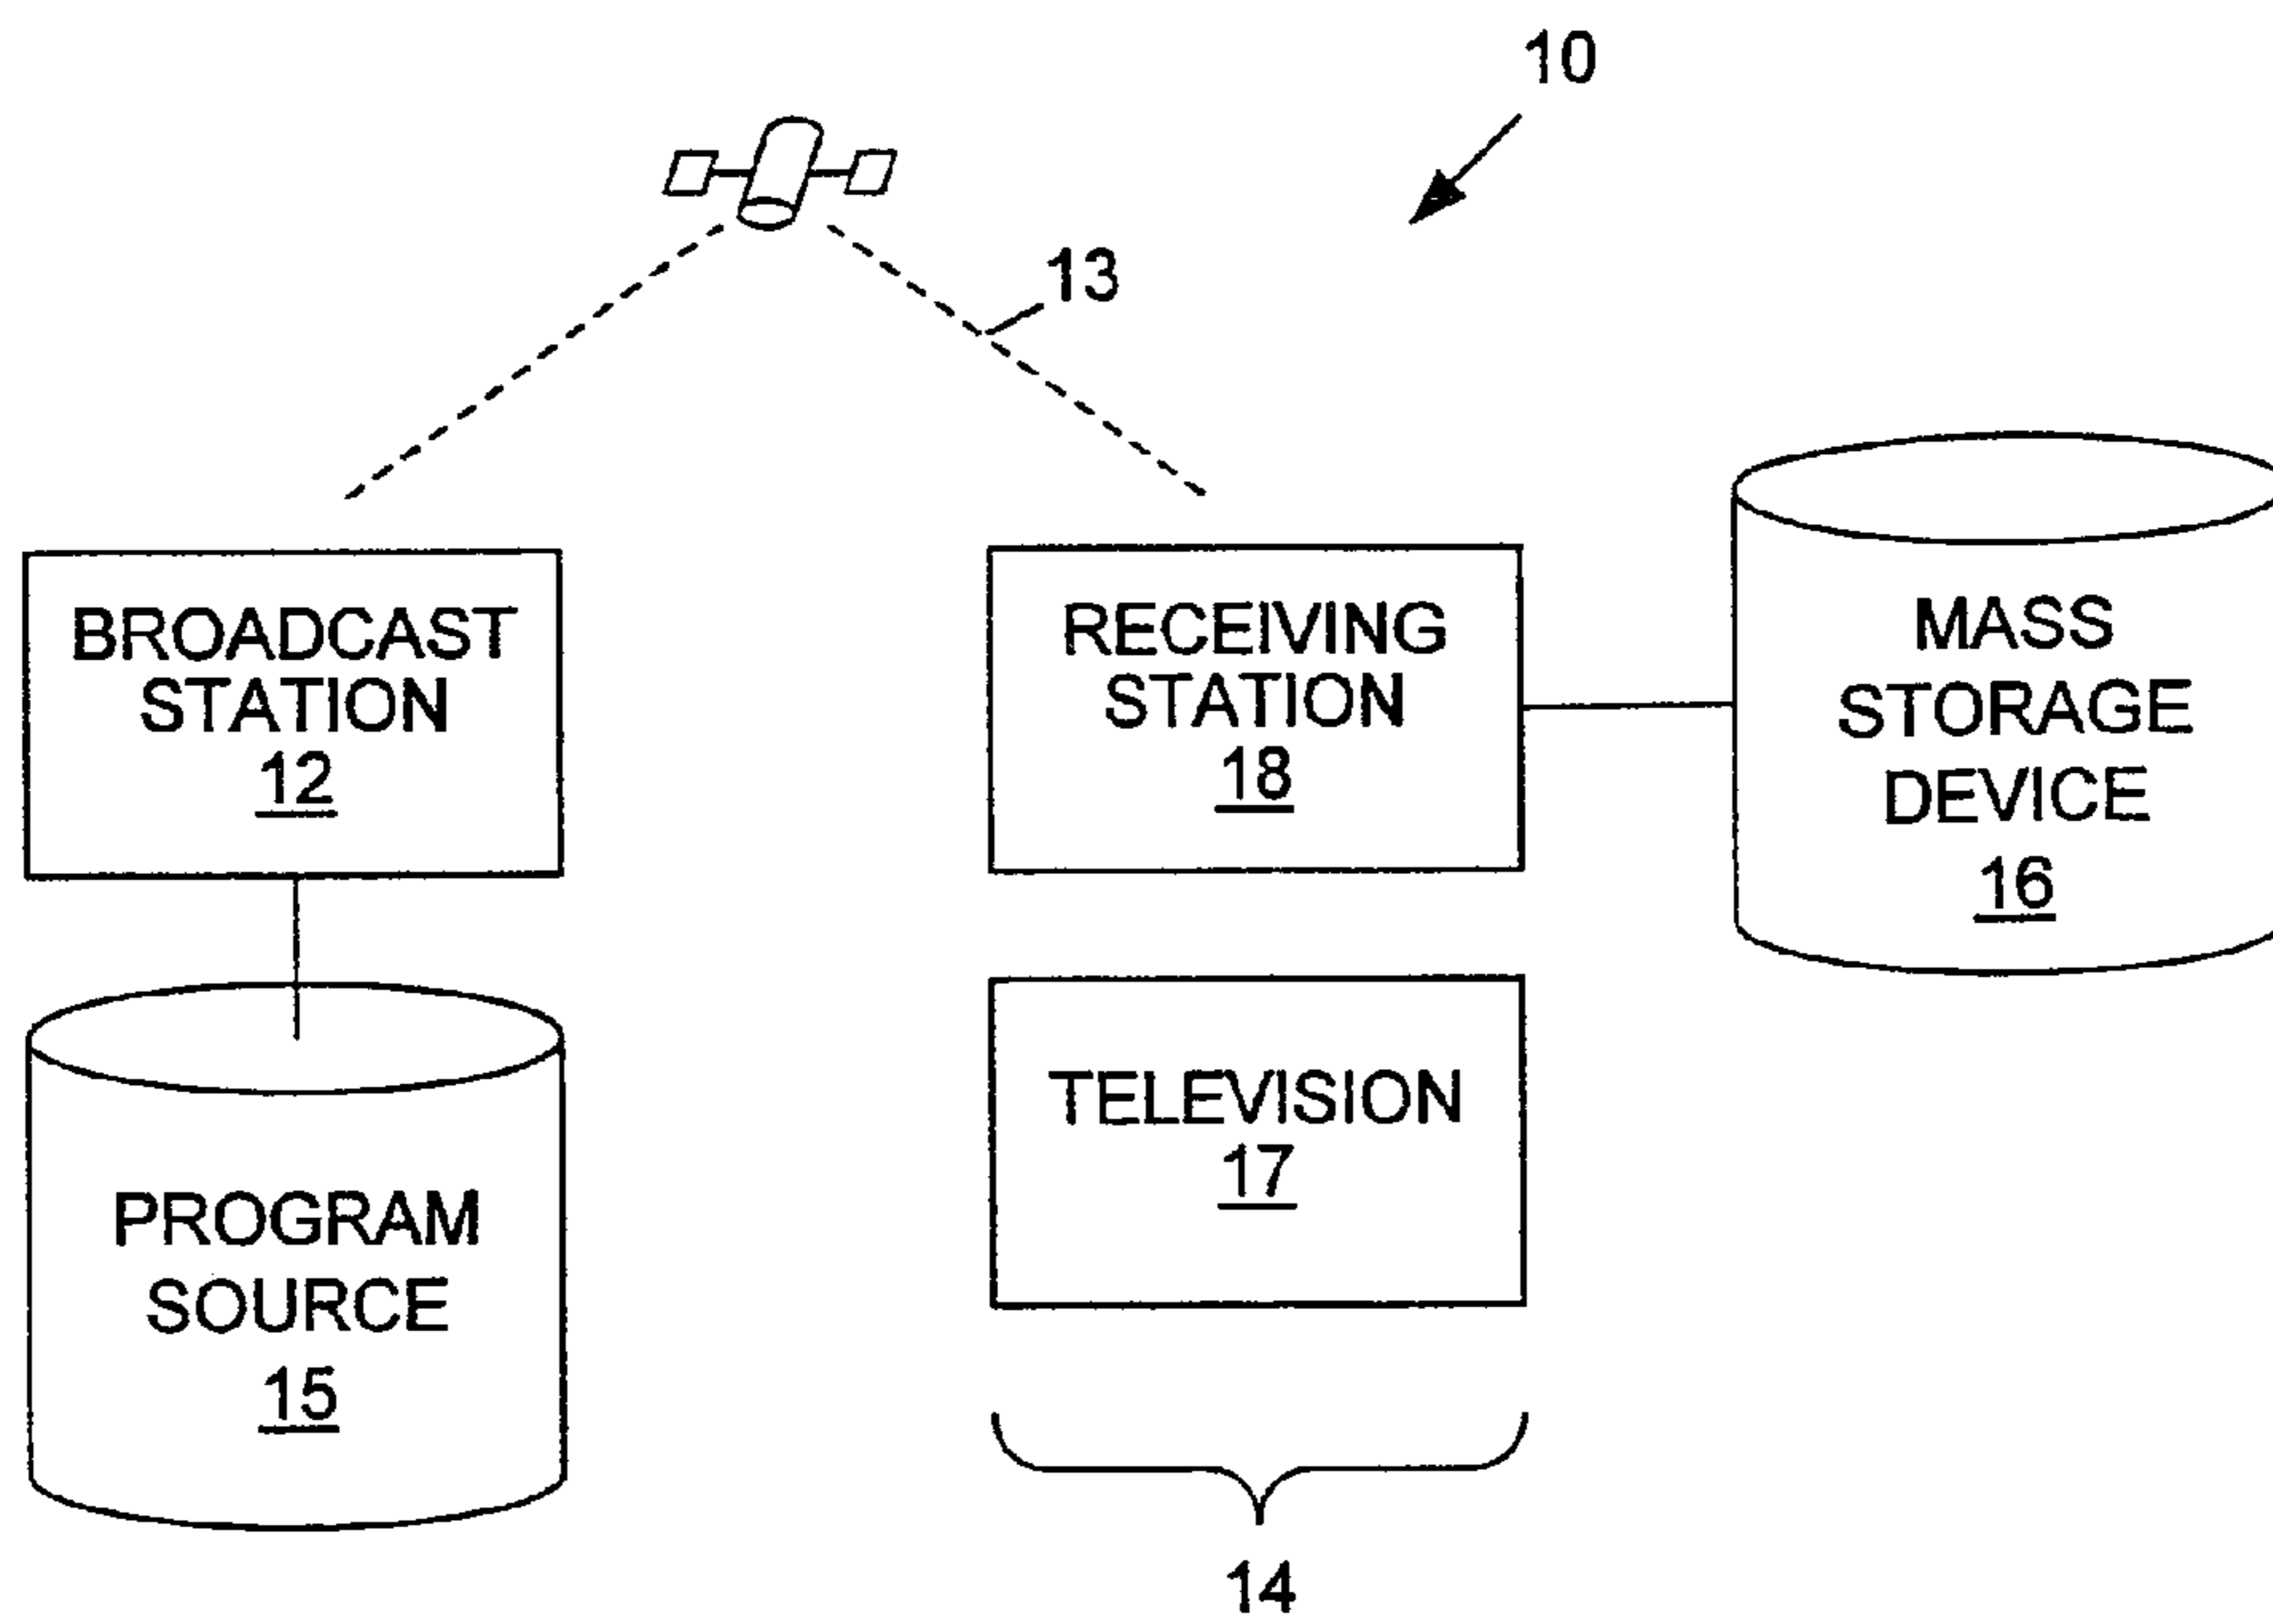 10
13
BROADCAST
STATION
12
RECEIVING
STATION
18
MASS
STORAGE
DEVICE
16
PROGRAM
SOURCE
15
TELEVISION
17
14